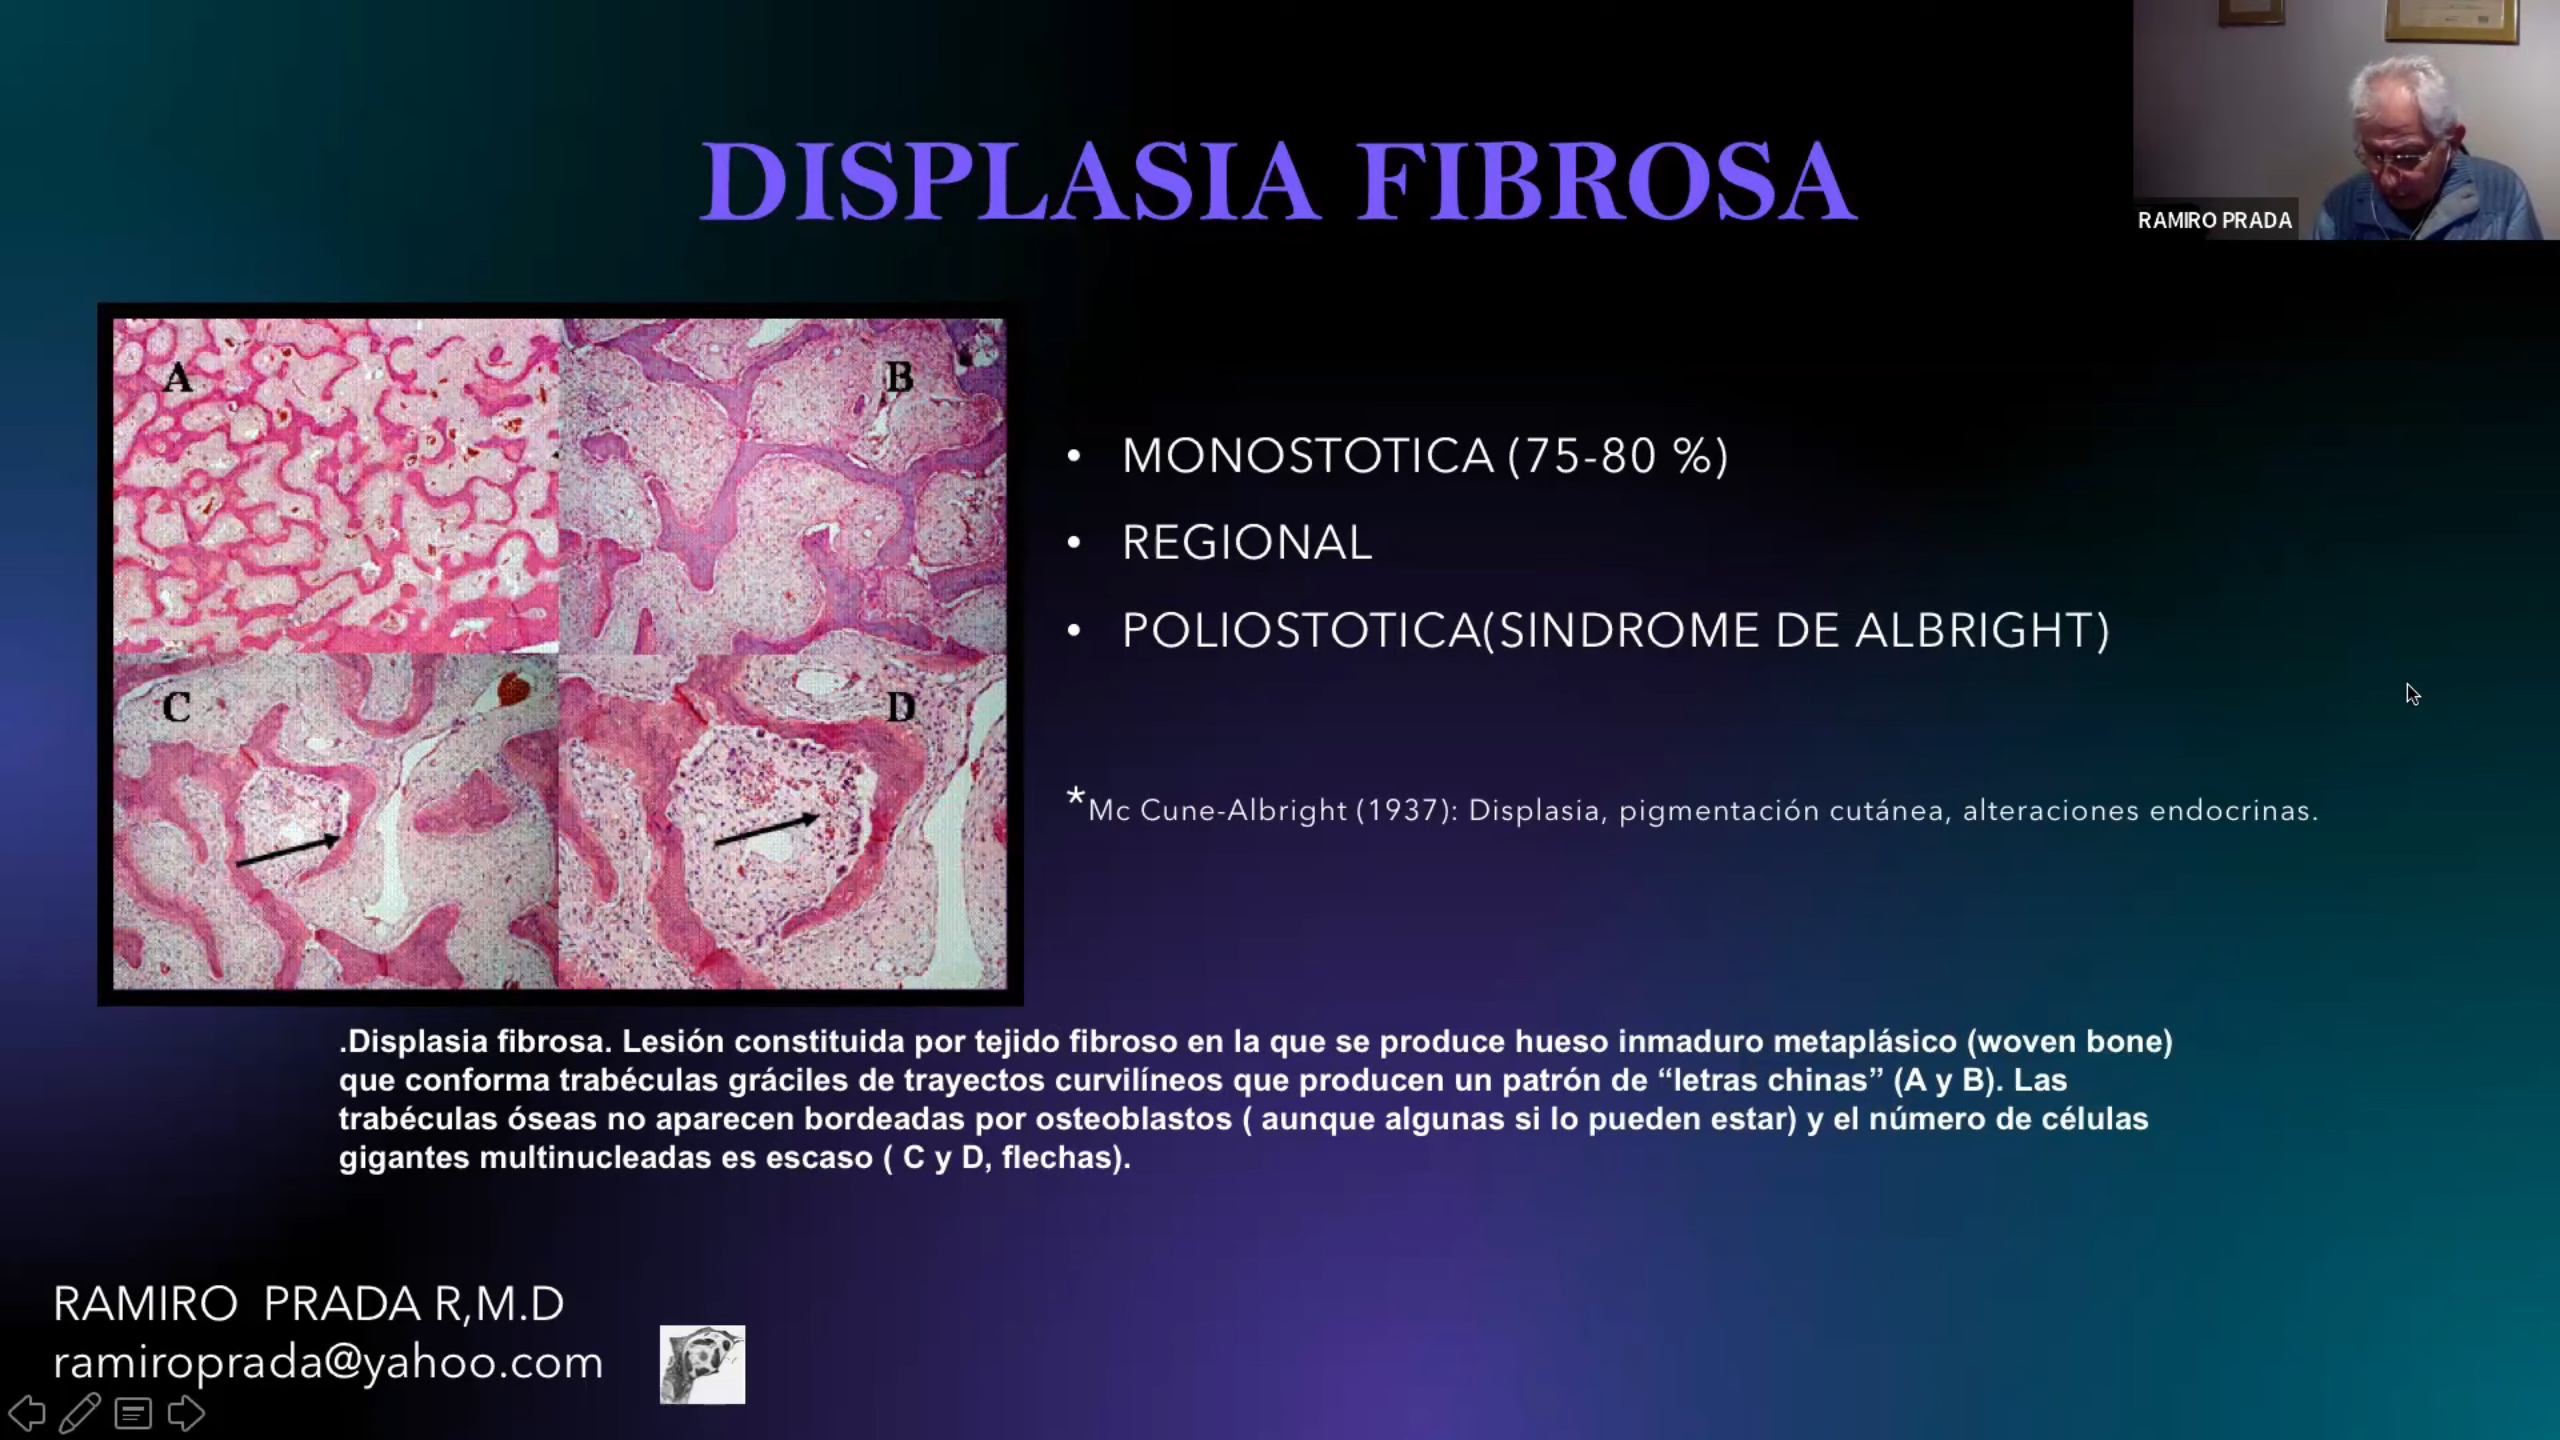 DISPLASIA FIBROSA
RAMIRO PRADA
A
B
C
D
• MONOSTOTICA (75-80 %)
• REGIONAL
• POLIOSTOTICA(SINDROME DE ALBRIGHT)
*Mc Cune-Albright (1937): Displasia, pigmentación cutánea, alteraciones endocrinas.
.Displasia fibrosa. Lesión constituida por tejido fibroso en la que se produce hueso inmaduro metaplásico (woven bone)
que conforma trabéculas gráciles de trayectos curvilíneos que producen un patrón de “letras chinas” (A y B). Las
trabéculas óseas no aparecen bordeadas por osteoblastos ( aunque algunas si lo pueden estar) y el número de células
gigantes multinucleadas es escaso ( C y D, flechas).
RAMIRO PRADA R,M.D
ramiroprada@yahoo.com